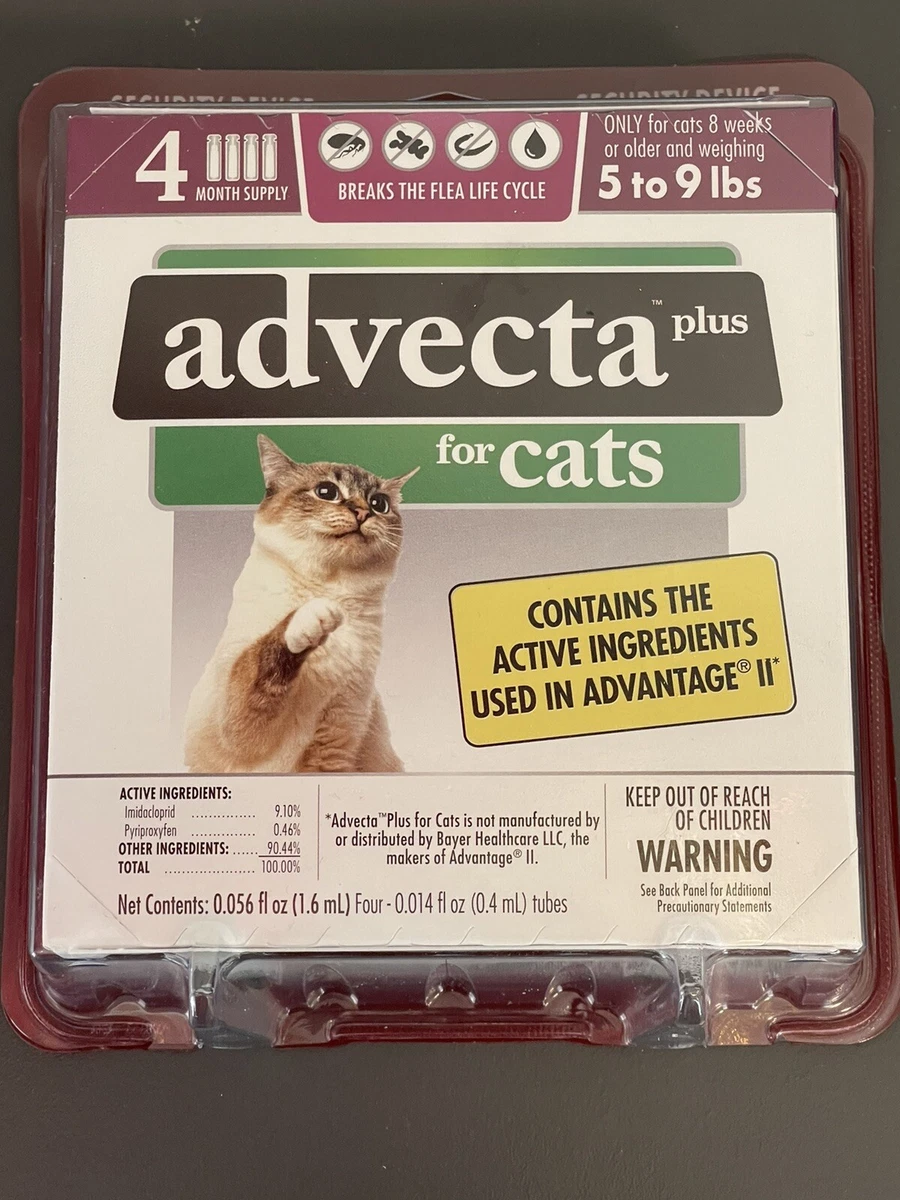 SECURITY DEVICE SECURITY DEVICE
4
MONTH SUPPLY
BREAKS THE FLEA LIFE CYCLE
ONLY for cats 8 weeks
or older and weighing
5 to 9 lbs
advecta™ plus
for cats
CONTAINS THE
ACTIVE INGREDIENTS
USED IN ADVANTAGE® II*
ACTIVE INGREDIENTS:
Imidacloprid ............... 9.10%
Pyriproxyfen ............... 0.46%
OTHER INGREDIENTS: ...... 90.44%
TOTAL ..................... 100.00%
*Advecta™Plus for Cats is not manufactured by
or distributed by Bayer Healthcare LLC, the
makers of Advantage® II.
KEEP OUT OF REACH
OF CHILDREN
WARNING
See Back Panel for Additional
Precautionary Statements
Net Contents: 0.056 fl oz (1.6 mL) Four - 0.014 fl oz (0.4 mL) tubes